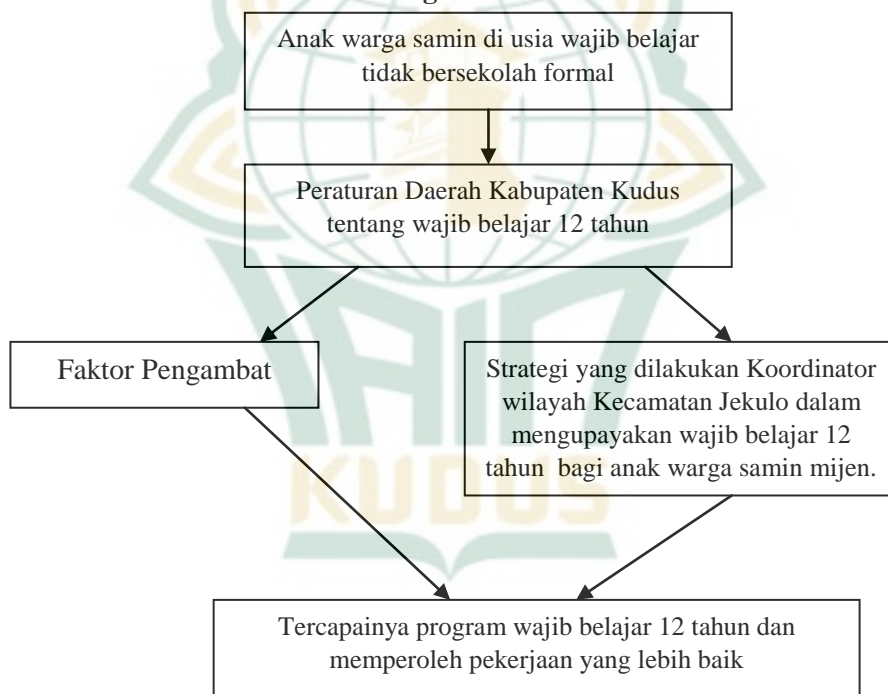 Anak warga samin di usia wajib belajar
tidak bersekolah formal
Peraturan Daerah Kabupaten Kudus
tentang wajib belajar 12 tahun
Faktor Pengambat
Strategi yang dilakukan Koordinator
wilayah Kecamatan Jekulo dalam
mengupayakan wajib belajar 12
tahun bagi anak warga samin mijen.
IAIN
KUDUS
Tercapainya program wajib belajar 12 tahun dan
memperoleh pekerjaan yang lebih baik